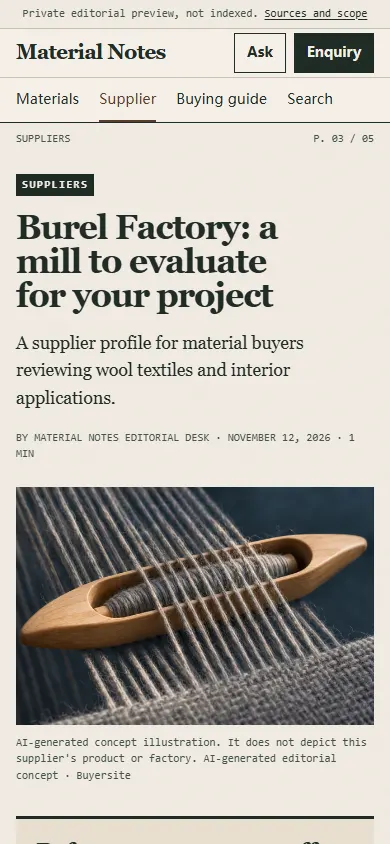 Private editorial preview, not indexed. Sources and scope
Material Notes
Ask
Enquiry
Materials
Supplier
Buying guide
Search
SUPPLIERS
P. 03 / 05
SUPPLIERS
Burel Factory: a
mill to evaluate
for your project
A supplier profile for material buyers
reviewing wool textiles and interior
applications.
BY MATERIAL NOTES EDITORIAL DESK · NOVEMBER 12, 2026 · 1
MIN
AI-generated concept illustration. It does not depict this
supplier's product or factory. AI-generated editorial
concept · Buyersite